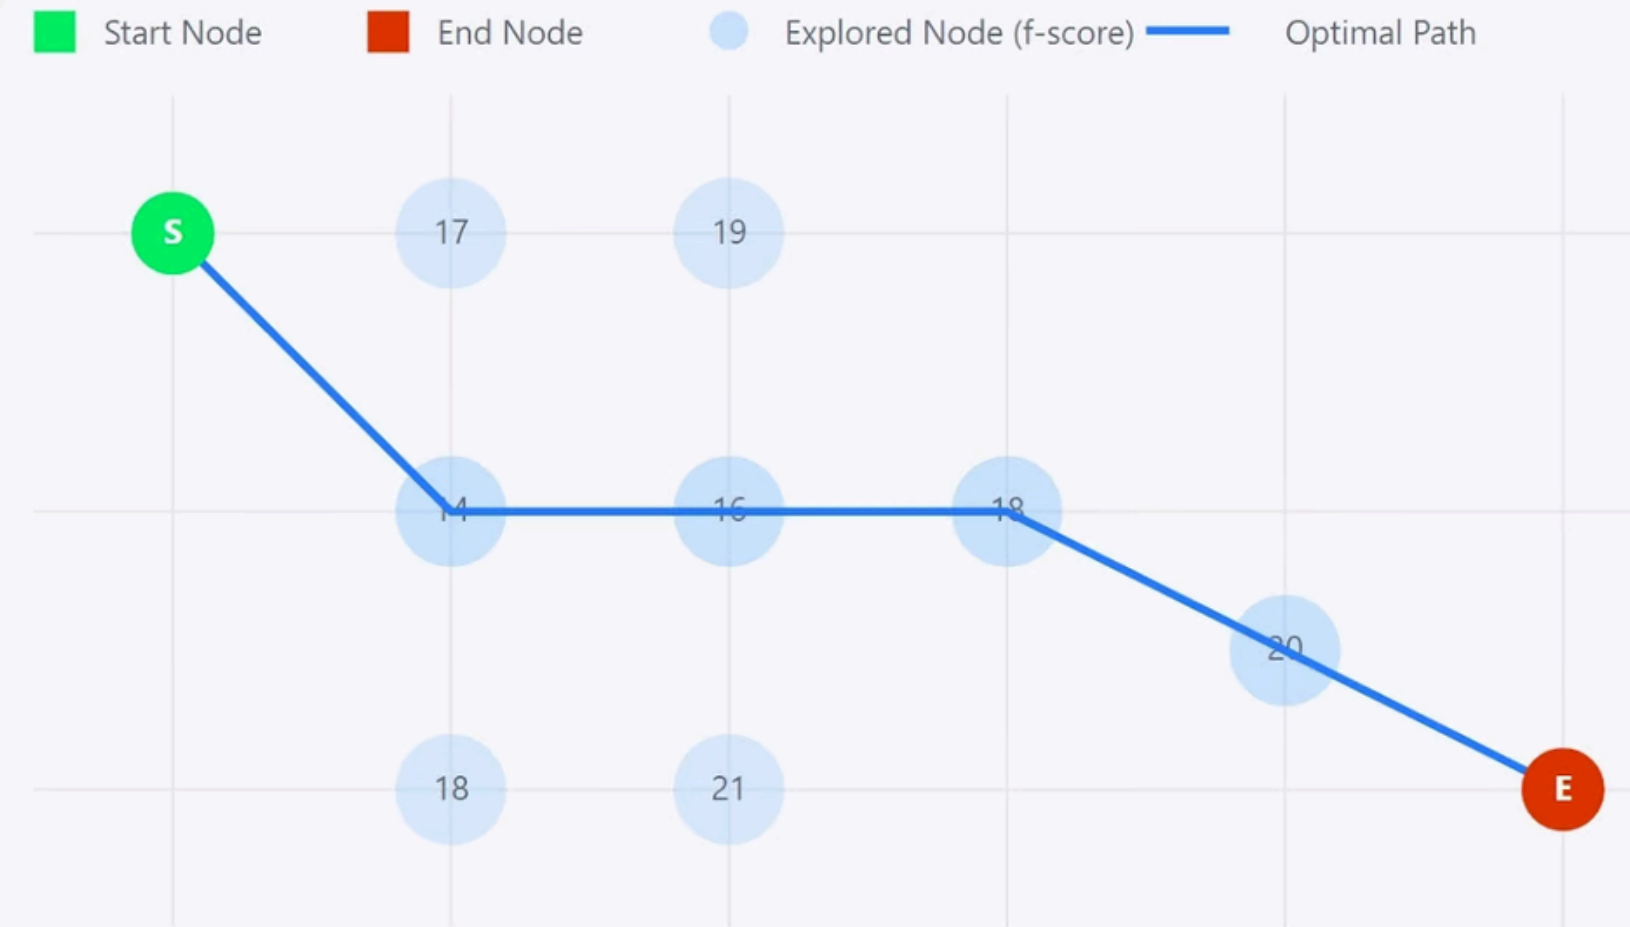 Start Node
End Node
Explored Node (f-score)
Optimal Path
S
17
19
14
16
18
20
18
21
E